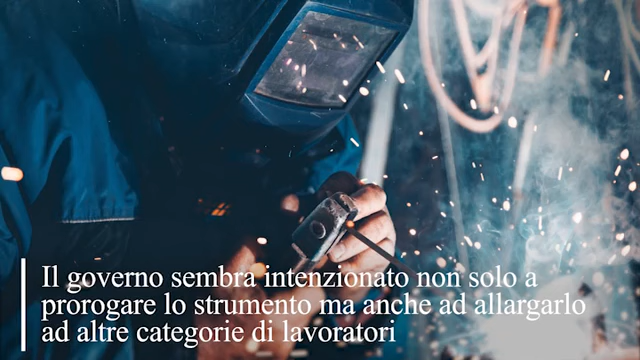 Il governo sembra intenzionato non solo a
prorogare lo strumento ma anche ad allargarlo
ad altre categorie di lavoratori